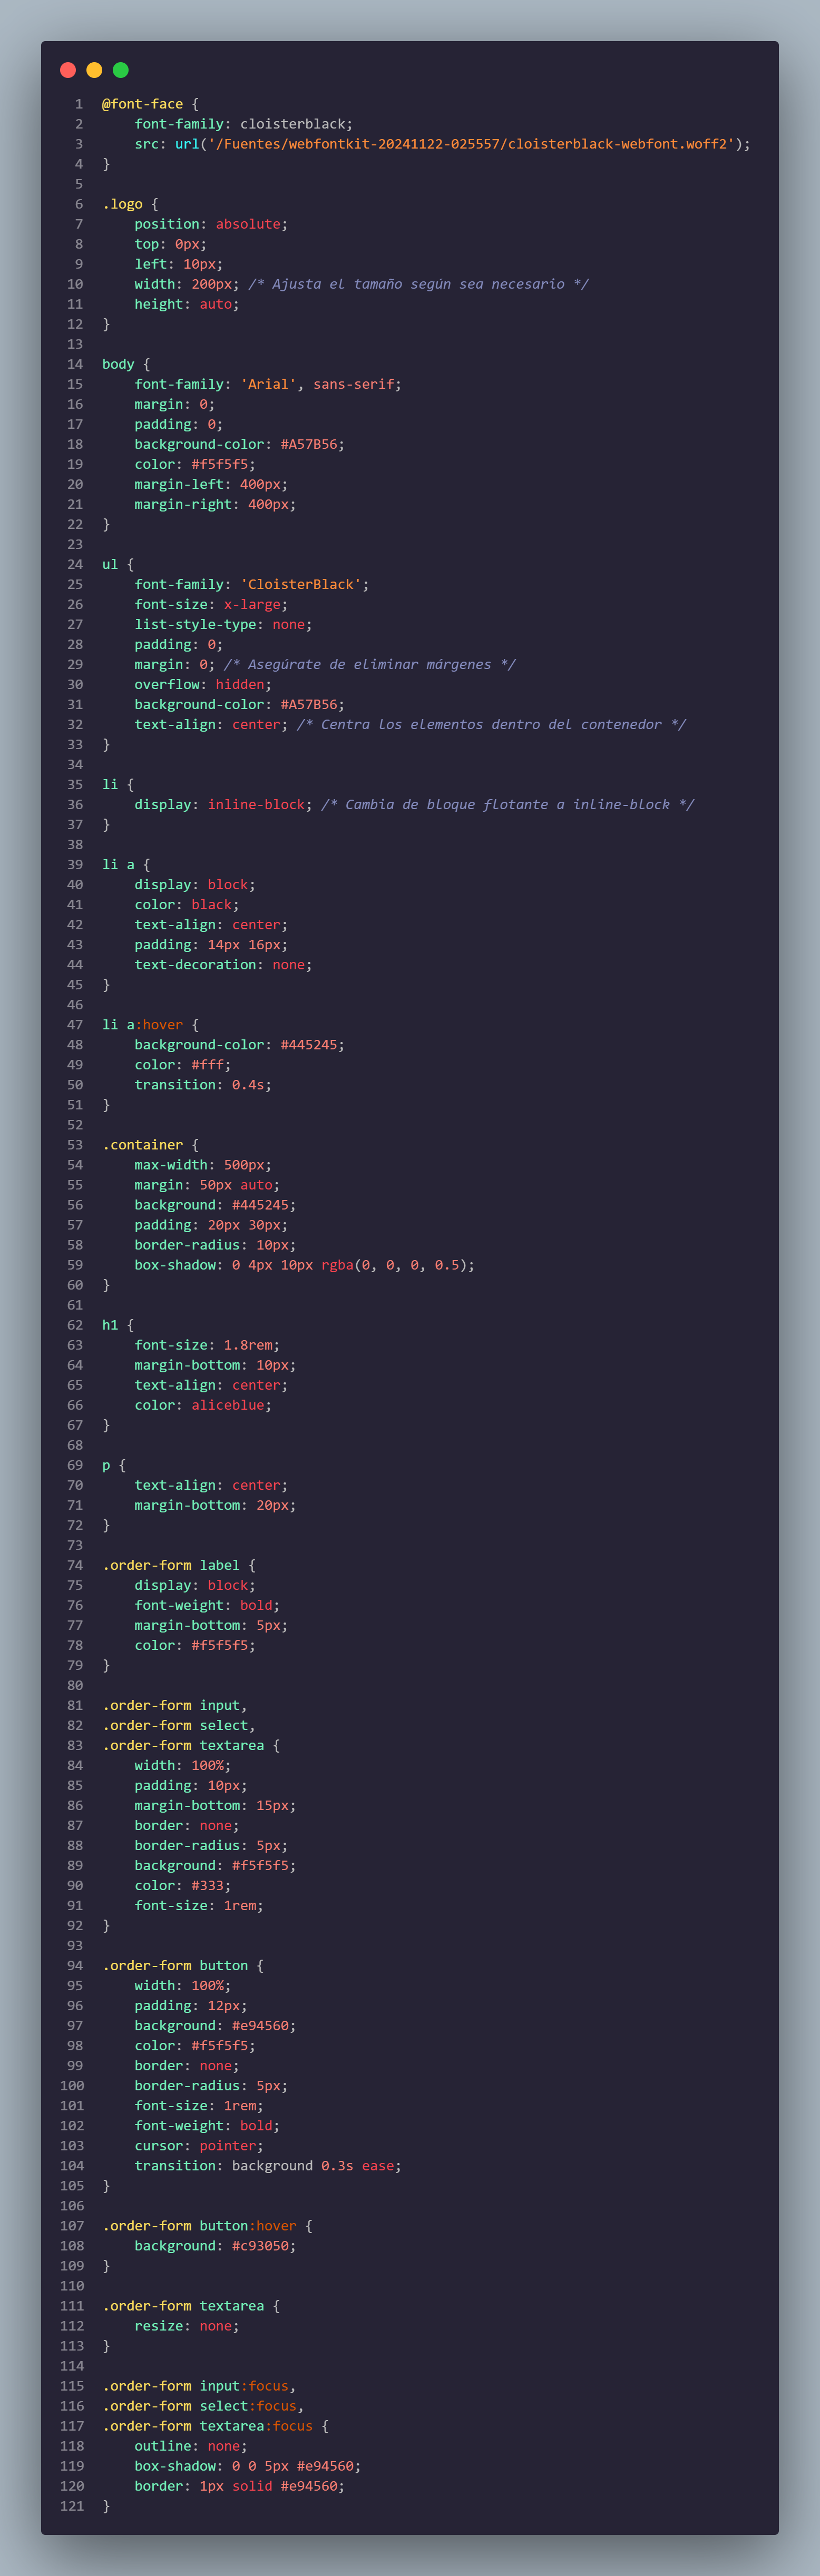 1 @font-face {
2 font-family: cloisterblack;
3 src: url('/Fuentes/webfontkit-20241122-025557/cloisterblack-webfont.woff2');
4 }
5
6 .logo {
7 position: absolute;
8 top: 0px;
9 left: 10px;
10 width: 200px; /* Ajusta el tamaño según sea necesario */
11 height: auto;
12 }
13
14 body {
15 font-family: 'Arial', sans-serif;
16 margin: 0;
17 padding: 0;
18 background-color: #A57B56;
19 color: #f5f5f5;
20 margin-left: 400px;
21 margin-right: 400px;
22 }
23
24 ul {
25 font-family: 'CloisterBlack';
26 font-size: x-large;
27 list-style-type: none;
28 padding: 0;
29 margin: 0; /* Asegúrate de eliminar márgenes */
30 overflow: hidden;
31 background-color: #A57B56;
32 text-align: center; /* Centra los elementos dentro del contenedor */
33 }
34
35 li {
36 display: inline-block; /* Cambia de bloque flotante a inline-block */
37 }
38
39 li a {
40 display: block;
41 color: black;
42 text-align: center;
43 padding: 14px 16px;
44 text-decoration: none;
45 }
46
47 li a:hover {
48 background-color: #445245;
49 color: #fff;
50 transition: 0.4s;
51 }
52
53 .container {
54 max-width: 500px;
55 margin: 50px auto;
56 background: #445245;
57 padding: 20px 30px;
58 border-radius: 10px;
59 box-shadow: 0 4px 10px rgba(0, 0, 0, 0.5);
60 }
61
62 h1 {
63 font-size: 1.8rem;
64 margin-bottom: 10px;
65 text-align: center;
66 color: aliceblue;
67 }
68
69 p {
70 text-align: center;
71 margin-bottom: 20px;
72 }
73
74 .order-form label {
75 display: block;
76 font-weight: bold;
77 margin-bottom: 5px;
78 color: #f5f5f5;
79 }
80
81 .order-form input,
82 .order-form select,
83 .order-form textarea {
84 width: 100%;
85 padding: 10px;
86 margin-bottom: 15px;
87 border: none;
88 border-radius: 5px;
89 background: #f5f5f5;
90 color: #333;
91 font-size: 1rem;
92 }
93
94 .order-form button {
95 width: 100%;
96 padding: 12px;
97 background: #e94560;
98 color: #f5f5f5;
99 border: none;
100 border-radius: 5px;
101 font-size: 1rem;
102 font-weight: bold;
103 cursor: pointer;
104 transition: background 0.3s ease;
105 }
106
107 .order-form button:hover {
108 background: #c93050;
109 }
110
111 .order-form textarea {
112 resize: none;
113 }
114
115 .order-form input:focus,
116 .order-form select:focus,
117 .order-form textarea:focus {
118 outline: none;
119 box-shadow: 0 0 5px #e94560;
120 border: 1px solid #e94560;
121 }